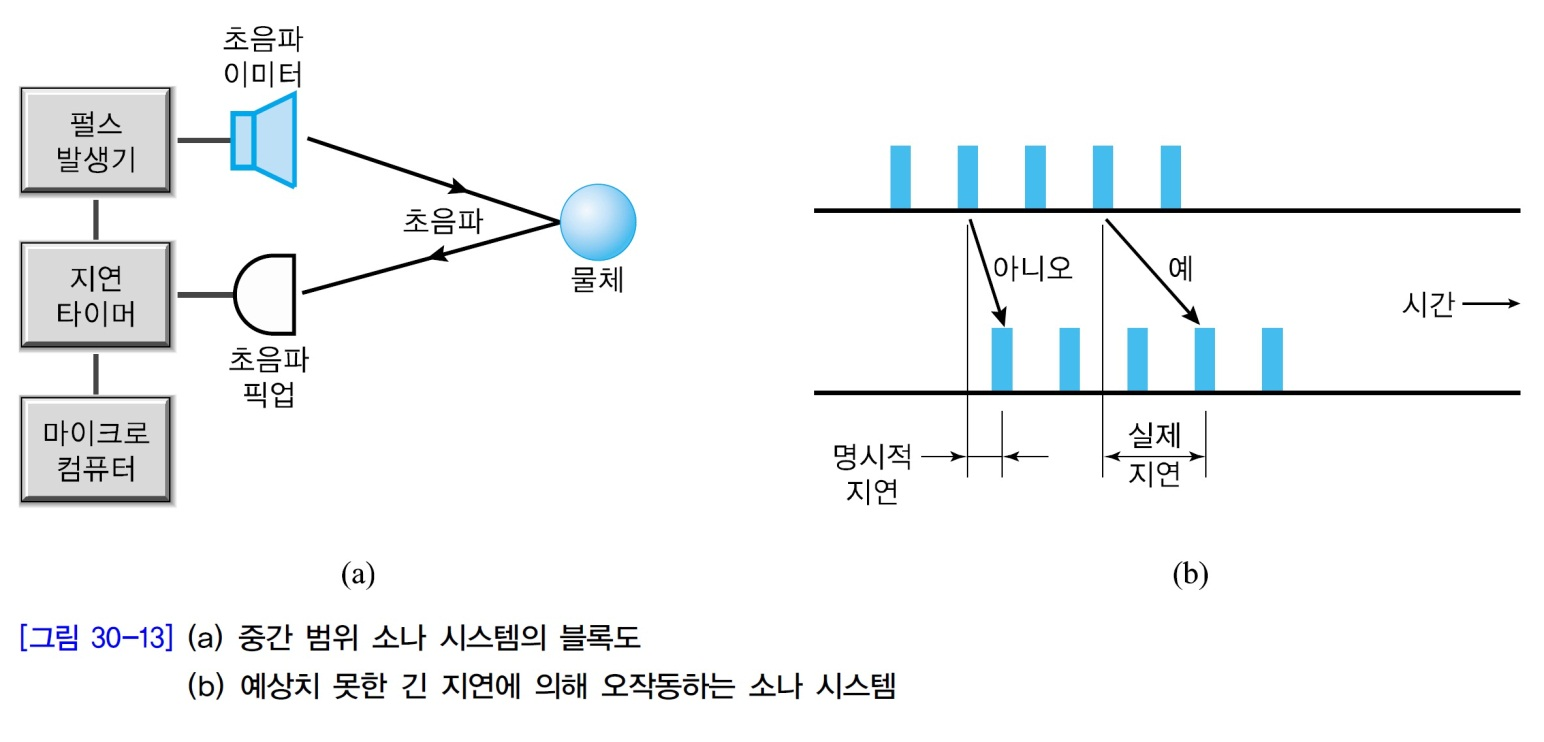 초음파
이미터
펄스
발생기
초음파
물체
지연
타이머
초음파
픽업
마이크로
컴퓨터
(a)
아니오
예
시간
명시적
지연
실제
지연
(b)
[그림 30-13] (a) 중간 범위 소나 시스템의 블록도
(b) 예상치 못한 긴 지연에 의해 오작동하는 소나 시스템